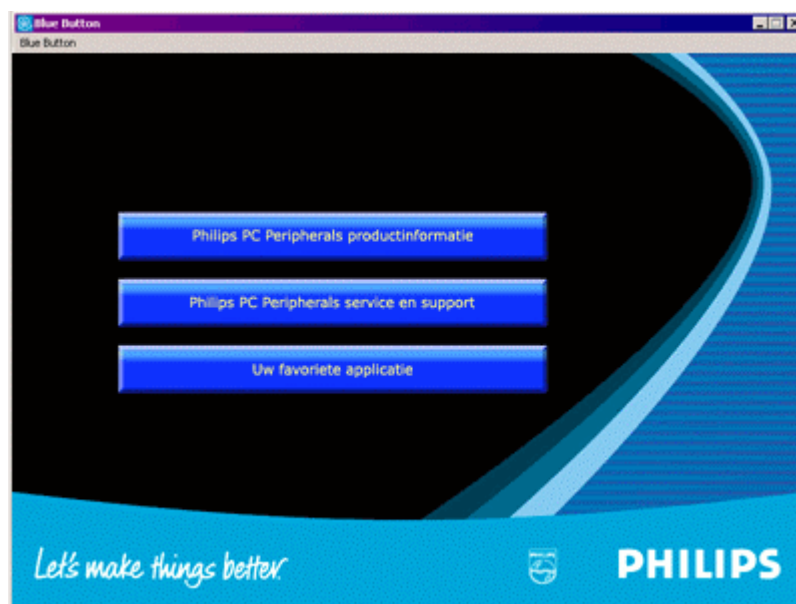 Blue Button
Blue Button
Philips PC Peripherals productinformatie
Philips PC Peripherals service en support
Uw favoriete applicatie
Let's make things better.
PHILIPS